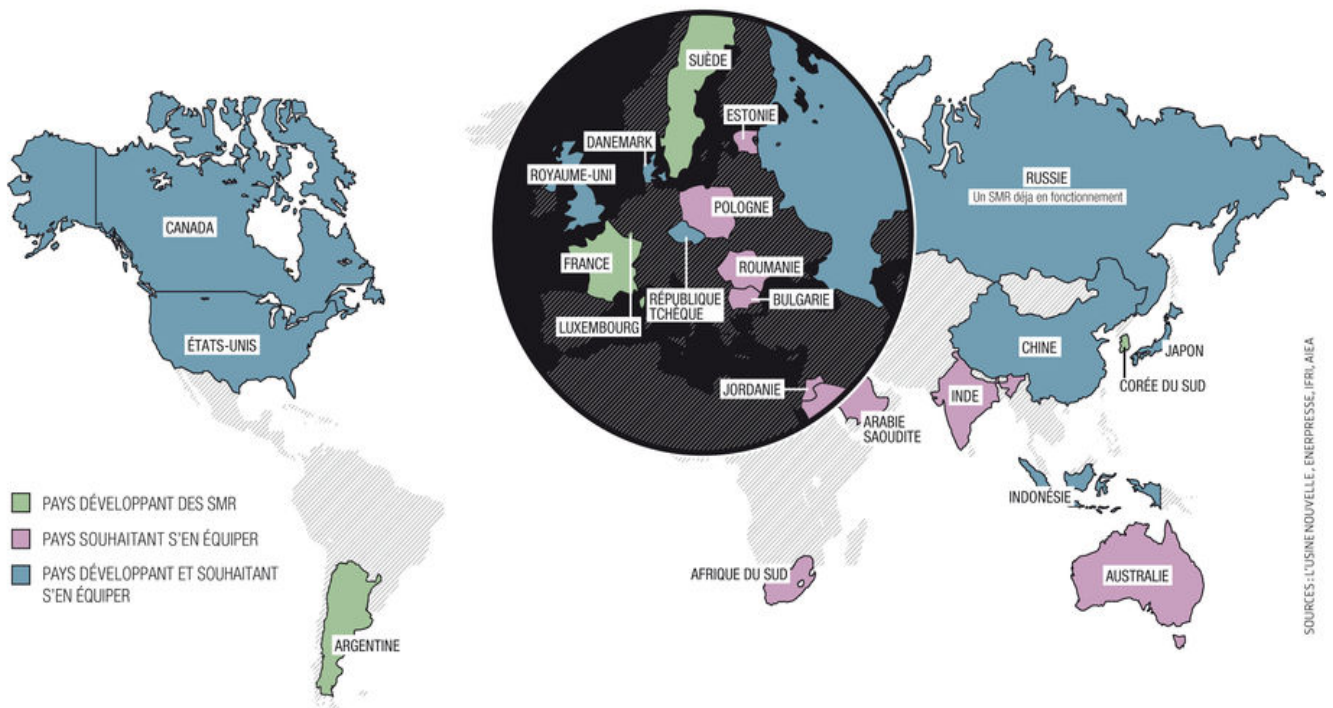 SUÈDE
ESTONIE
DANEMARK
ROYAUME-UNI
RUSSIE
Un SMR déja en fonctionnement
POLOGNE
CANADA
FRANCE
ROUMANIE
RÉPUBLIQUE
TCHÈQUE
BULGARIE
LUXEMBOURG
ÉTATS-UNIS
CHINE
JAPON
CORÉE DU SUD
JORDANIE
INDE
ARABIE
SAOUDITE
INDONÉSIE
PAYS DÉVELOPPANT DES SMR
PAYS SOUHAITANT S'EN ÉQUIPER
PAYS DÉVELOPPANT ET SOUHAITANT
S'EN ÉQUIPER
AFRIQUE DU SUD
AUSTRALIE
ARGENTINE
SOURCES : L'USINE NOUVELLE, ENERPRESSE, IFRI, AIEA